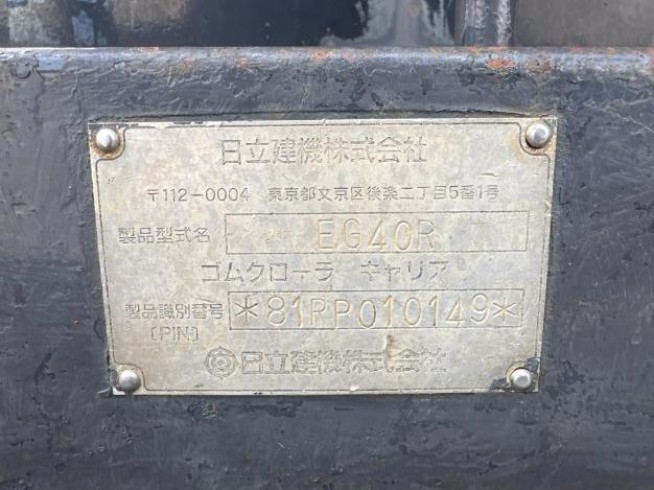 日立建機株式会社
〒112-0004 東京都文京区後楽二丁目5番1号
製品型式名 EG40R
ゴムクローラ キャリア
製品識別番号 *81RP010149*
(PIN)
日立建機株式会社